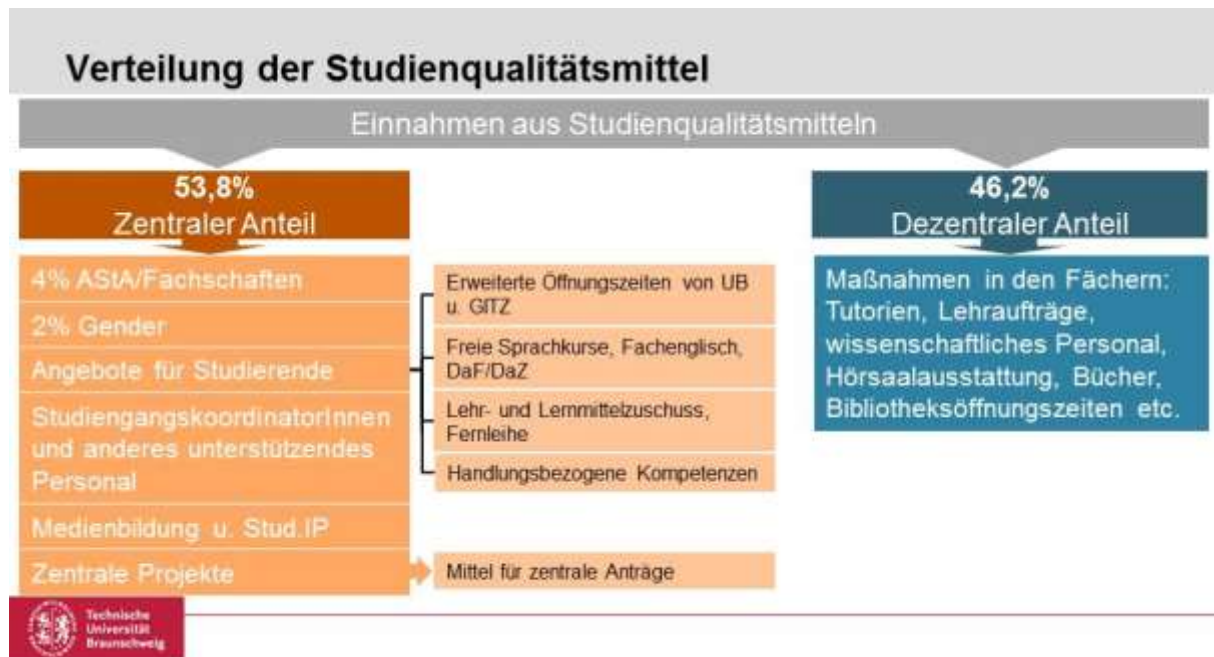 Verteilung der Studienqualitätsmittel
Einnahmen aus Studienqualitätsmitteln
53,8%
Zentraler Anteil
4% AStA/Fachschaften
2% Gender
Angebote für Studierende
StudiengangskoordinatorInnen
und anderes unterstützendes
Personal
Medienbildung u. Stud.IP
Zentrale Projekte
Erweiterte Öffnungszeiten von UB
u. GITZ
Freie Sprachkurse, Fachenglisch,
DaF/DaZ
Lehr- und Lernmittelzuschuss,
Fernleihe
Handlungsbezogene Kompetenzen
Mittel für zentrale Anträge
46,2%
Dezentraler Anteil
Maßnahmen in den Fächern:
Tutorien, Lehraufträge,
wissenschaftliches Personal,
Hörsaalausstattung, Bücher,
Bibliotheksöffnungszeiten etc.
Technische
Universität
Braunschweig